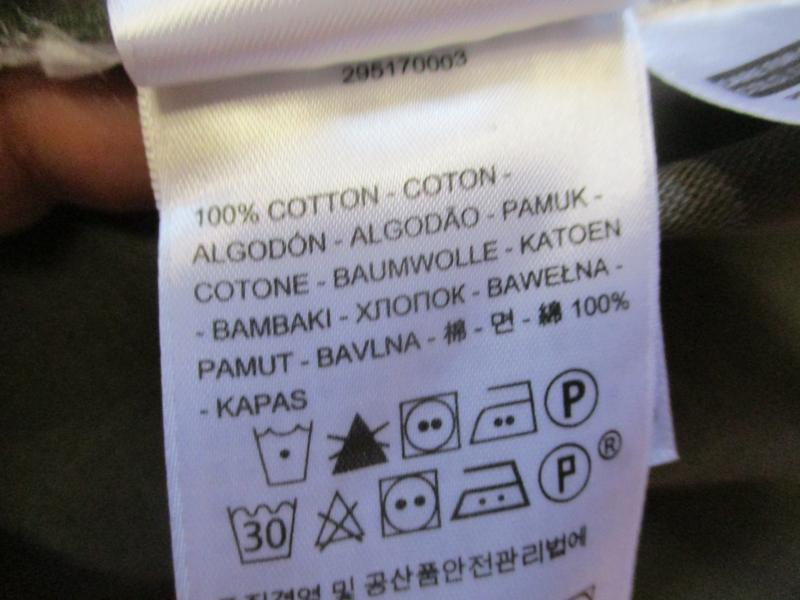 295170003
100% COTTON - COTON -
ALGODÓN - ALGODÃO - PAMUK -
COTONE - BAUMWOLLE - KATOEN
- BAMBAKI - ХЛОПОК - BAWEŁNA -
PAMUT - BAVLNA - 棉 - 면 - 綿 100%
- KAPAS
P
30 P ®
및 공산품안전관리법에